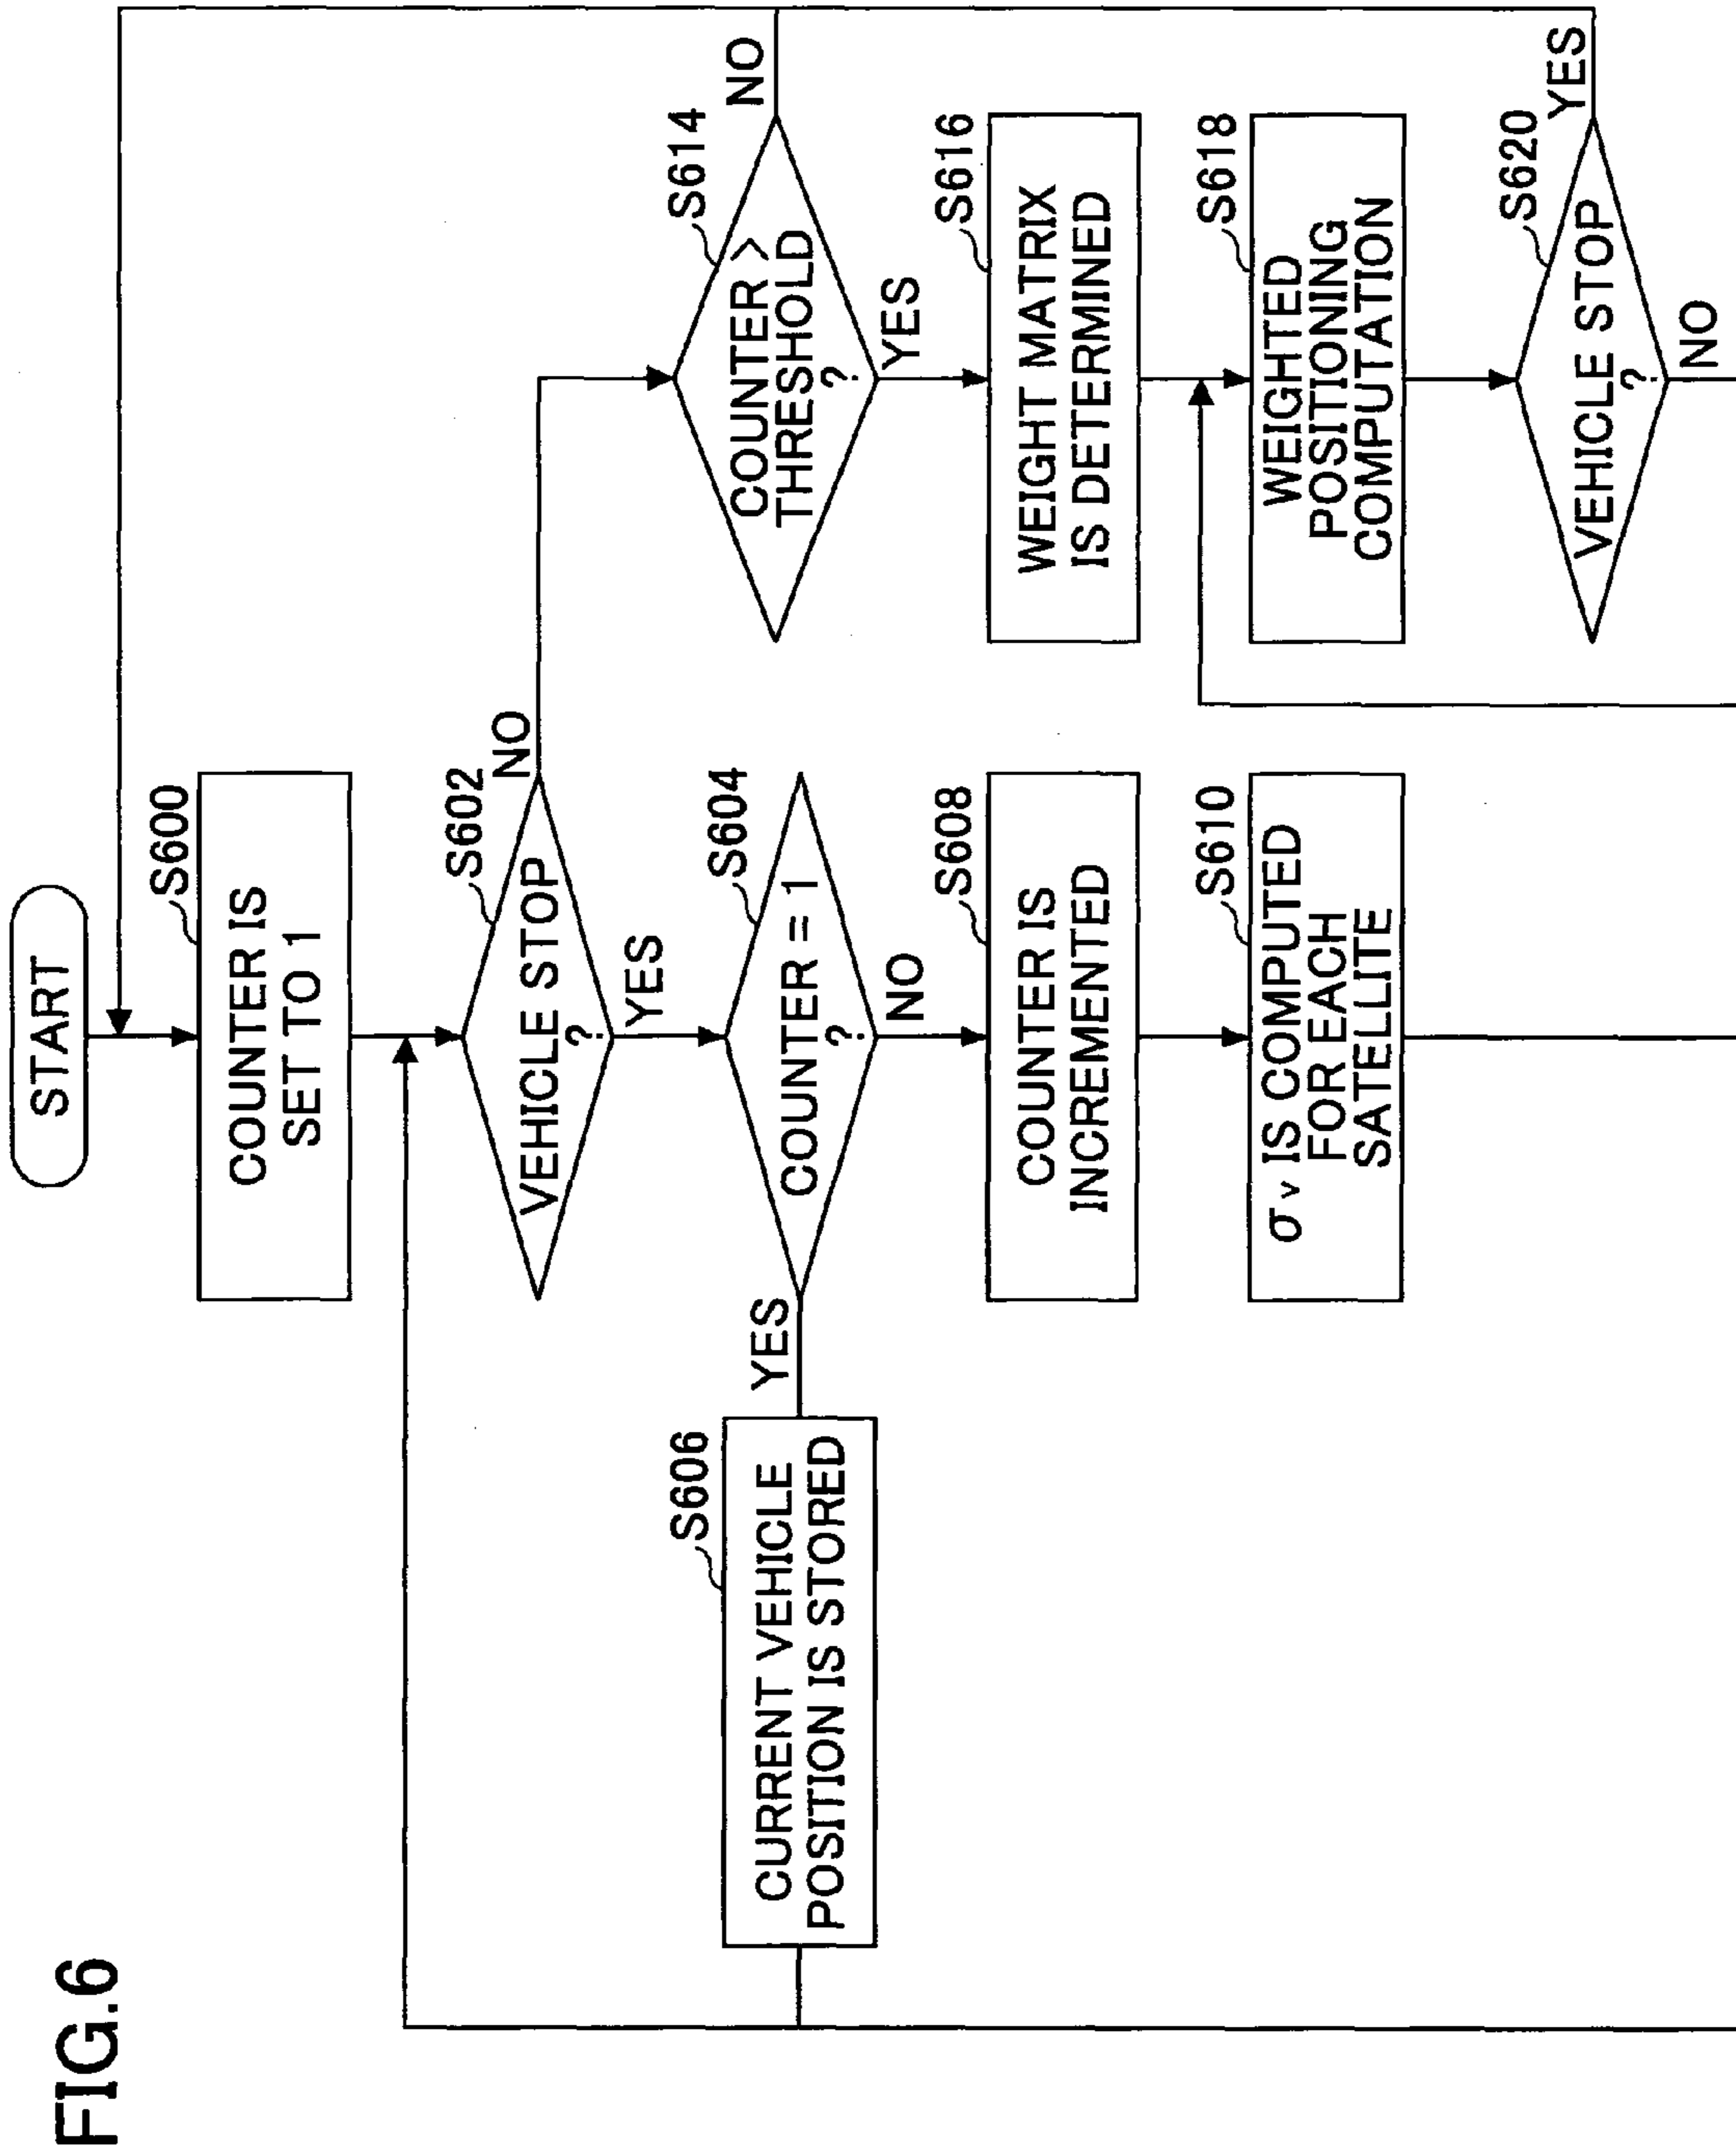 FIG.6
START
S600
COUNTER IS
SET TO 1
S602
VEHICLE STOP
?
NO
YES
S604
COUNTER = 1
?
YES
NO
S606
CURRENT VEHICLE
POSITION IS STORED
S608
COUNTER IS
INCREMENTED
S610
σᵥ IS COMPUTED
FOR EACH
SATELLITE
S614
COUNTER >
THRESHOLD
?
NO
YES
S616
WEIGHT MATRIX
IS DETERMINED
S618
WEIGHTED
POSITIONING
COMPUTATION
S620
VEHICLE STOP
?
YES
NO